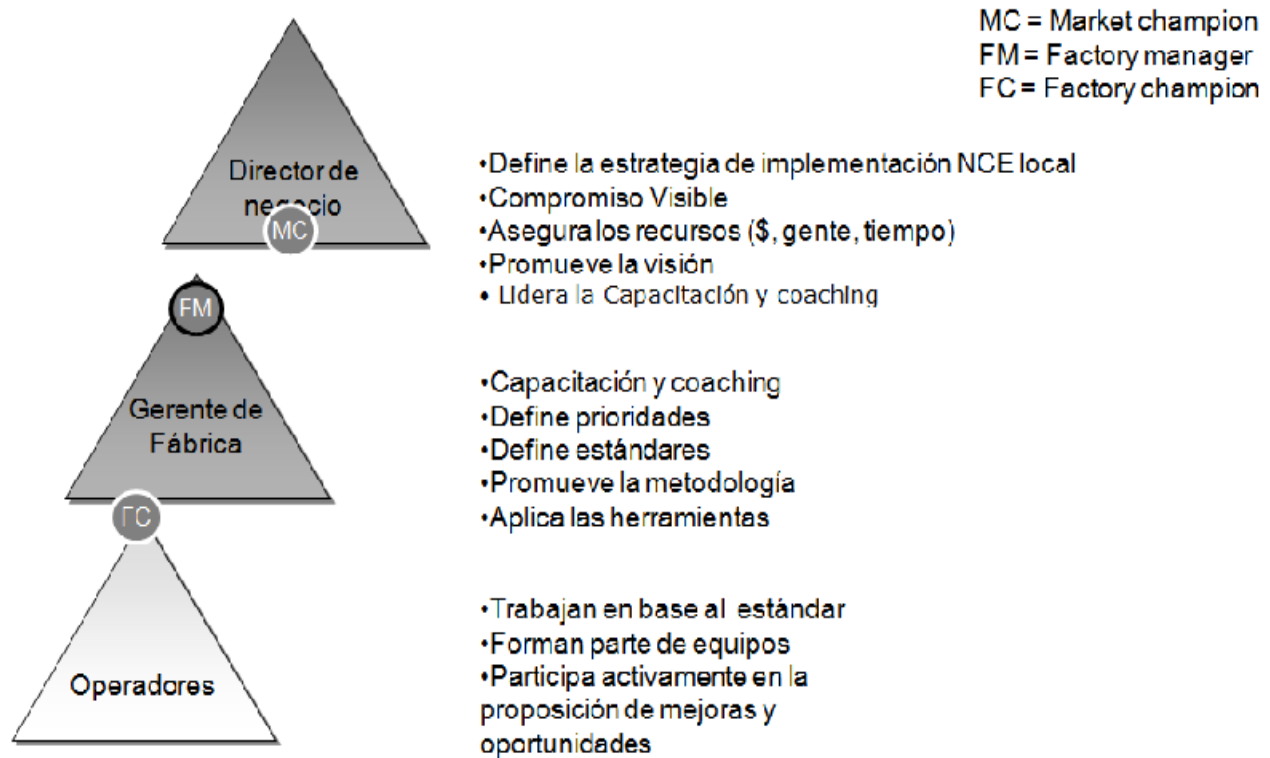 MC = Market champion
FM = Factory manager
FC = Factory champion
Director de
negocio
MC
•Define la estrategia de implementación NCE local
•Compromiso Visible
•Asegura los recursos ($, gente, tiempo)
•Promueve la visión
• Lidera la Capacitación y coaching
FM
Gerente de
Fábrica
•Capacitación y coaching
•Define prioridades
•Define estándares
•Promueve la metodología
•Aplica las herramientas
FC
Operadores
•Trabajan en base al estándar
•Forman parte de equipos
•Participa activamente en la
proposición de mejoras y
oportunidades